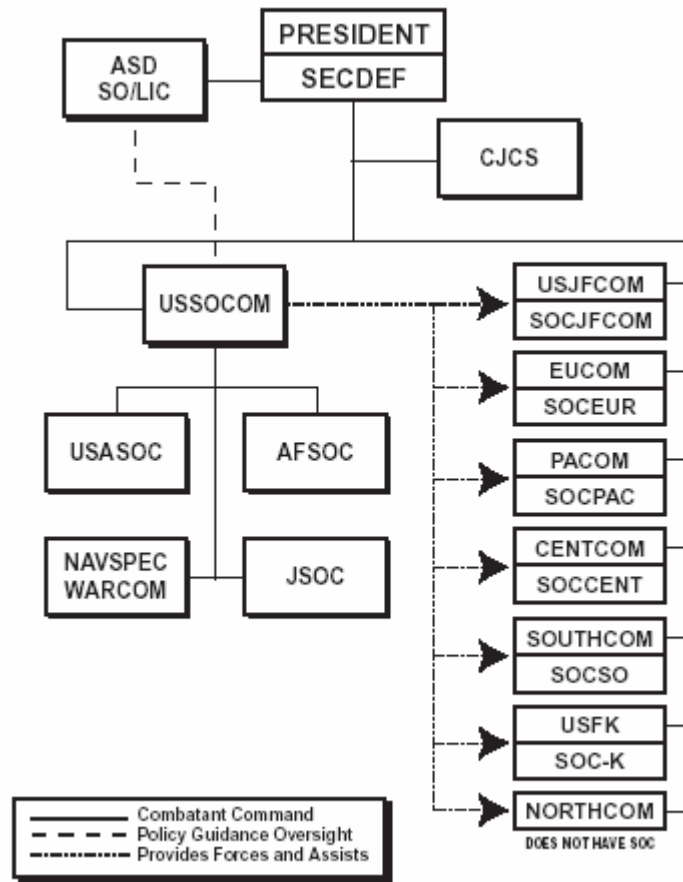 PRESIDENT
SECDEF
ASD
SO/LIC
CJCS
USSOCOM
USJFCOM
SOCJFCOM
EUCOM
SOCEUR
USASOC
AFSOC
PACOM
SOCPAC
NAVSPEC
WARCOM
JSOC
CENTCOM
SOCCENT
SOUTHCOM
SOCSO
USFK
SOC-K
NORTHCOM
DOES NOT HAVE SOC
Combatant Command
Policy Guidance Oversight
Provides Forces and Assists